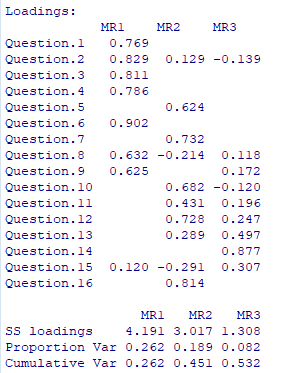 Loadings:
            MR1    MR2    MR3
Question.1   0.769
Question.2   0.829  0.129 -0.139
Question.3   0.811
Question.4   0.786
Question.5          0.624
Question.6   0.902
Question.7          0.732
Question.8   0.632 -0.214  0.118
Question.9   0.625         0.172
Question.10         0.682 -0.120
Question.11         0.431  0.196
Question.12         0.728  0.247
Question.13         0.289  0.497
Question.14                0.877
Question.15  0.120 -0.291  0.307
Question.16         0.814
                 MR1   MR2   MR3
SS loadings    4.191 3.017 1.308
Proportion Var 0.262 0.189 0.082
Cumulative Var 0.262 0.451 0.532